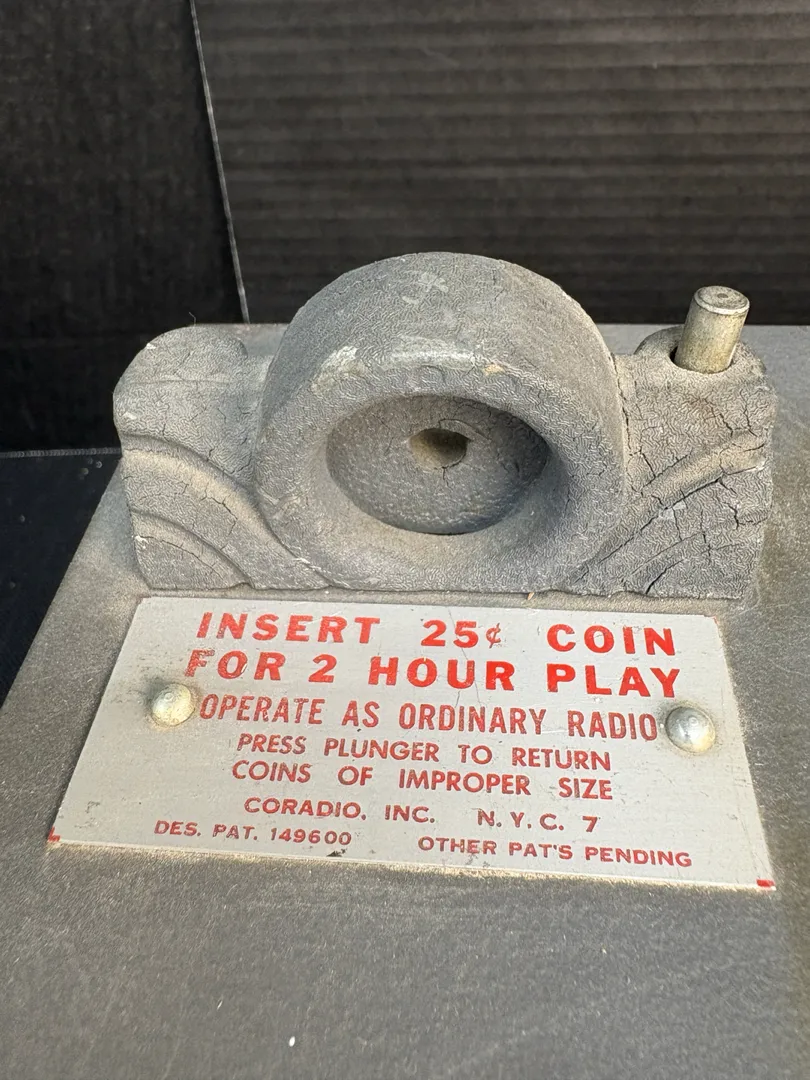 INSERT 25¢ COIN
FOR 2 HOUR PLAY
OPERATE AS ORDINARY RADIO
PRESS PLUNGER TO RETURN
COINS OF IMPROPER SIZE
CORADIO, INC. N.Y.C. 7
DES. PAT. 149600 OTHER PAT'S PENDING